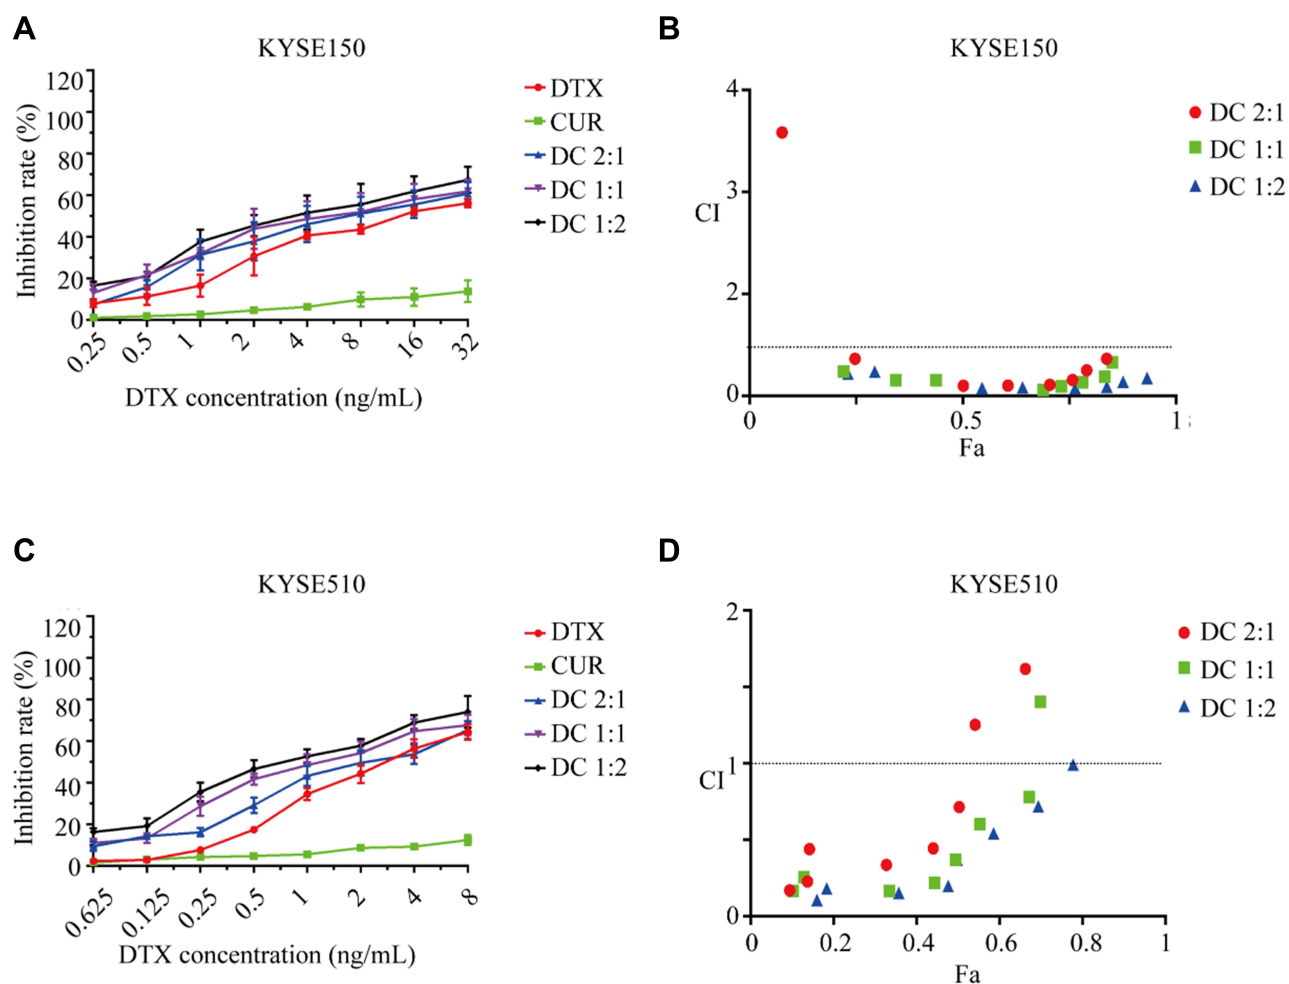 A
KYSE150
Inhibition rate (%)
120
100
80
60
40
20
0
0.25
0.5
1
2
4
8
16
32
DTX concentration (ng/mL)
DTX
CUR
DC 2:1
DC 1:1
DC 1:2
B
KYSE150
CI
4
3
2
0
0
0.5
1
Fa
DC 2:1
DC 1:1
DC 1:2
C
KYSE510
Inhibition rate (%)
120
100
80
60
40
20
0
0.625
0.125
0.25
0.5
1
2
4
8
DTX concentration (ng/mL)
DTX
CUR
DC 2:1
DC 1:1
DC 1:2
D
KYSE510
CI
2
1
0
0
0.2
0.4
0.6
0.8
1
Fa
DC 2:1
DC 1:1
DC 1:2